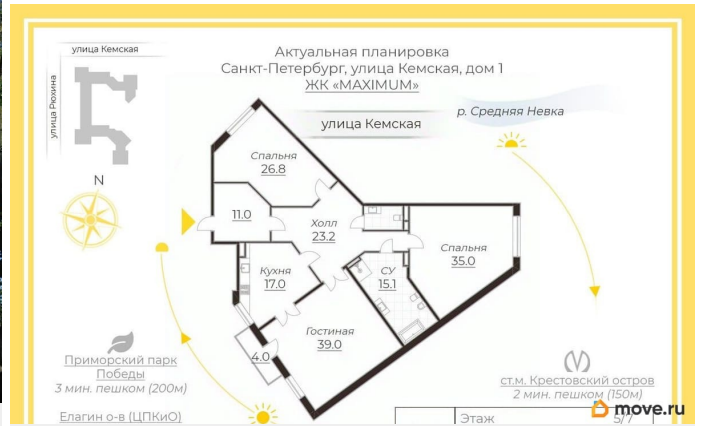 улица Кемская
улица Рюхина
Актуальная планировка
Санкт-Петербург, улица Кемская, дом 1
ЖК «MAXIMUM»
улица Кемская
р. Средняя Невка
N
Спальня
26.8
11.0
Холл
23.2
Спальня
35.0
Кухня
17.0
СУ
15.1
Гостиная
39.0
4.0
Приморский парк
Победы
3 мин. пешком (200м)
Елагин о-в (ЦПКиО)
ст.м. Крестовский остров
2 мин. пешком (150м)
Этаж
5/7
move.ru